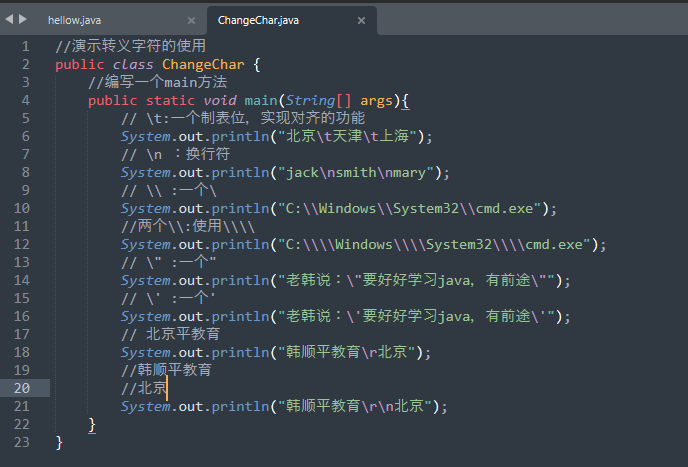 hellow.java × ChangeChar.java ×
1 //演示转义字符的使用
2 public class ChangeChar {
3 //编写一个main方法
4 public static void main(String[] args){
5 // \t:一个制表位，实现对齐的功能
6 System.out.println("北京\t天津\t上海");
7 // \n ：换行符
8 System.out.println("jack\nsmith\nmary");
9 // \\ :一个\
10 System.out.println("C:\\Windows\\System32\\cmd.exe");
11 //两个\\:使用\\\\
12 System.out.println("C:\\\\Windows\\\\System32\\\\cmd.exe");
13 // \" :一个"
14 System.out.println("老韩说：\"要好好学习java，有前途\"");
15 // \' :一个'
16 System.out.println("老韩说：\'要好好学习java，有前途\'");
17 // 北京平教育
18 System.out.println("韩顺平教育\r北京");
19 //韩顺平教育
20 //北京
21 System.out.println("韩顺平教育\r\n北京");
22 }
23 }